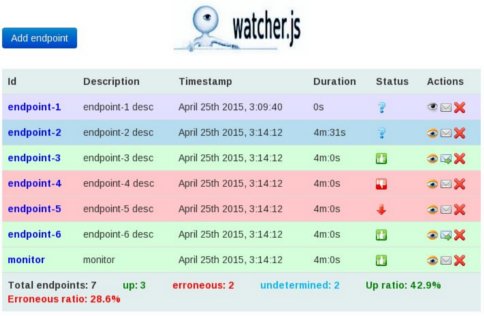 watcher.js
Add endpoint
Id Description Timestamp Duration Status Actions
endpoint-1 endpoint-1 desc April 25th 2015, 3:09:40 0s
endpoint-2 endpoint-2 desc April 25th 2015, 3:14:12 4m:31s
endpoint-3 endpoint-3 desc April 25th 2015, 3:14:12 4m:0s
endpoint-4 endpoint-4 desc April 25th 2015, 3:14:12 4m:0s
endpoint-5 endpoint-5 desc April 25th 2015, 3:14:12 4m:0s
endpoint-6 endpoint-6 desc April 25th 2015, 3:14:12 4m:0s
monitor monitor April 25th 2015, 3:14:12 4m:0s
Total endpoints: 7 up: 3 erroneous: 2 undetermined: 2 Up ratio: 42.9%
Erroneous ratio: 28.6%